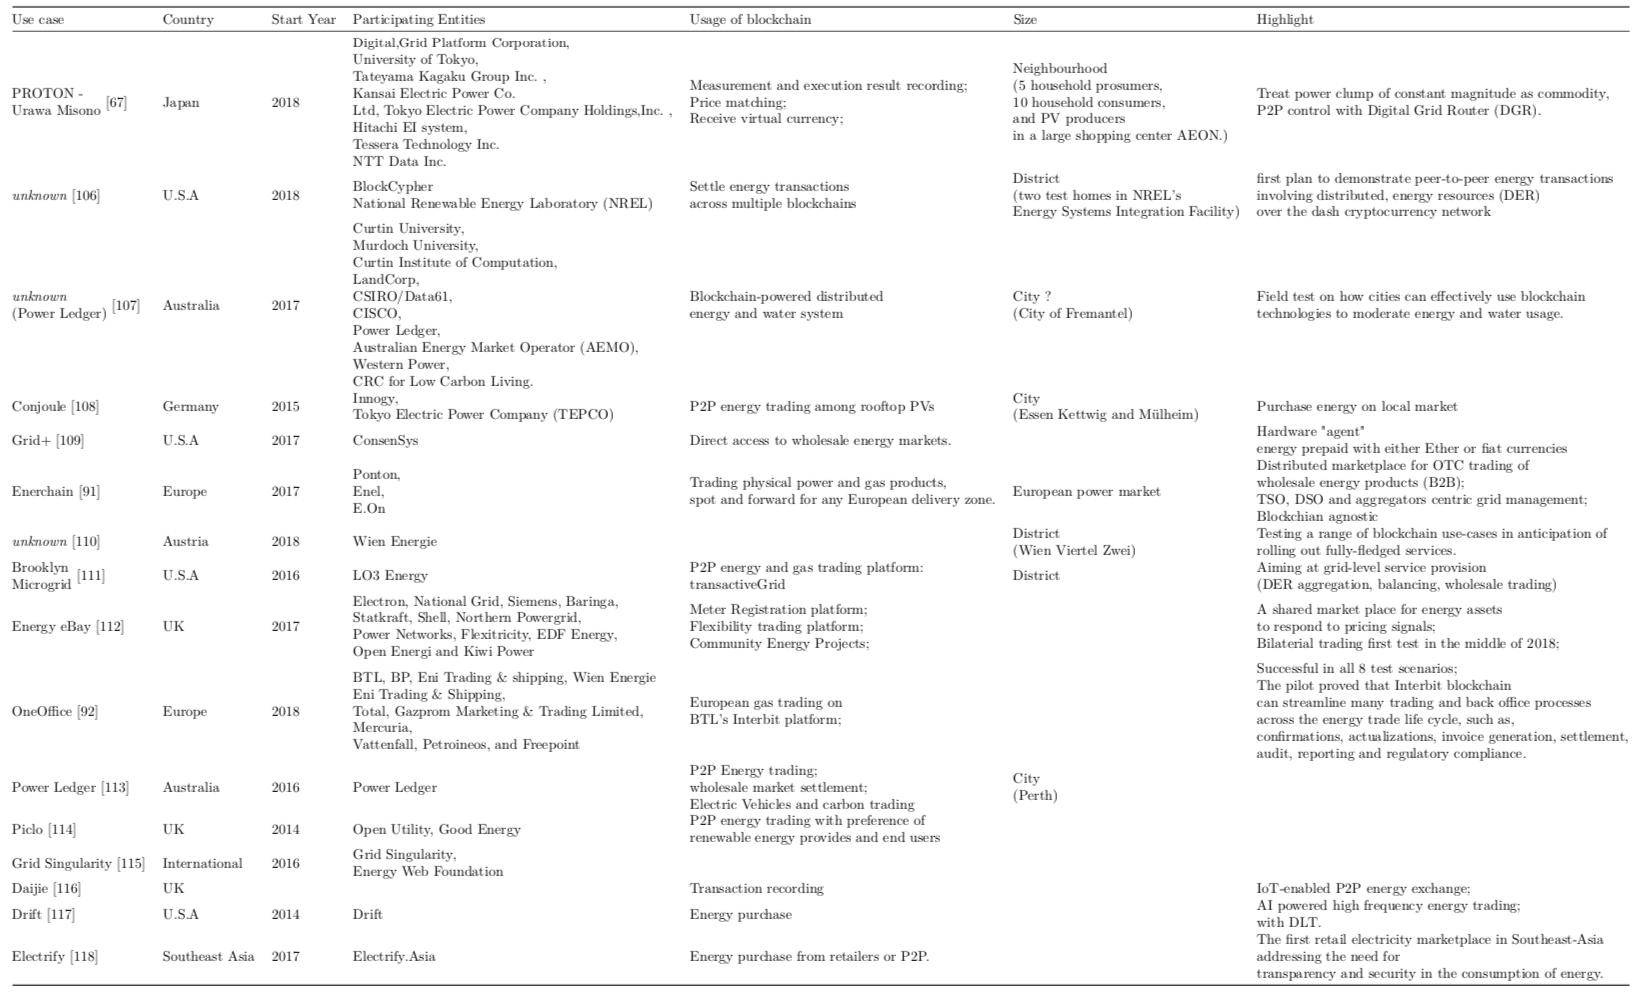 Use case Country Start Year Participating Entities Usage of blockchain Size Highlight
PROTON -
Urawa Misono [67]
Japan
2018
Digital,Grid Platform Corporation,
University of Tokyo,
Tateyama Kagaku Group Inc. ,
Kansai Electric Power Co.
Ltd, Tokyo Electric Power Company Holdings,Inc. ,
Hitachi EI system,
Tessera Technology Inc.
NTT Data Inc.
Measurement and execution result recording;
Price matching;
Receive virtual currency;
Neighbourhood
(5 household prosumers,
10 household consumers,
and PV producers
in a large shopping center AEON.)
Treat power clump of constant magnitude as commodity,
P2P control with Digital Grid Router (DGR).
unknown [106]
U.S.A
2018
BlockCypher
National Renewable Energy Laboratory (NREL)
Settle energy transactions
across multiple blockchains
District
(two test homes in NREL's
Energy Systems Integration Facility)
first plan to demonstrate peer-to-peer energy transactions
involving distributed, energy resources (DER)
over the dash cryptocurrency network
unknown
(Power Ledger) [107]
Australia
2017
Curtin University,
Murdoch University,
Curtin Institute of Computation,
LandCorp,
CSIRO/Data61,
CISCO,
Power Ledger,
Australian Energy Market Operator (AEMO),
Western Power,
CRC for Low Carbon Living.
Blockchain-powered distributed
energy and water system
City ?
(City of Fremantel)
Field test on how cities can effectively use blockchain
technologies to moderate energy and water usage.
Conjoule [108]
Germany
2015
Innogy,
Tokyo Electric Power Company (TEPCO)
P2P energy trading among rooftop PVs
City
(Essen Kettwig and Mülheim)
Purchase energy on local market
Grid+ [109]
U.S.A
2017
ConsenSys
Direct access to wholesale energy markets.
Hardware "agent"
energy prepaid with either Ether or fiat currencies
Enerchain [91]
Europe
2017
Ponton,
Enel,
E.On
Trading physical power and gas products,
spot and forward for any European delivery zone.
European power market
Distributed marketplace for OTC trading of
wholesale energy products (B2B);
TSO, DSO and aggregators centric grid management;
Blockchian agnostic
unknown [110]
Austria
2018
Wien Energie
District
(Wien Viertel Zwei)
Testing a range of blockchain use-cases in anticipation of
rolling out fully-fledged services.
Brooklyn
Microgrid [111]
U.S.A
2016
LO3 Energy
P2P energy and gas trading platform:
transactiveGrid
District
Aiming at grid-level service provision
(DER aggregation, balancing, wholesale trading)
Energy eBay [112]
UK
2017
Electron, National Grid, Siemens, Baringa,
Statkraft, Shell, Northern Powergrid,
Power Networks, Flexitricity, EDF Energy,
Open Energi and Kiwi Power
Meter Registration platform;
Flexibility trading platform;
Community Energy Projects;
A shared market place for energy assets
to respond to pricing signals;
Bilaterial trading first test in the middle of 2018;
OneOffice [92]
Europe
2018
BTL, BP, Eni Trading & shipping, Wien Energie
Eni Trading & Shipping,
Total, Gazprom Marketing & Trading Limited,
Mercuria,
Vattenfall, Petroineos, and Freepoint
European gas trading on
BTL's Interbit platform;
Successful in all 8 test scenarios;
The pilot proved that Interbit blockchain
can streamline many trading and back office processes
across the energy trade life cycle, such as,
confirmations, actualizations, invoice generation, settlement,
audit, reporting and regulatory compliance.
Power Ledger [113]
Australia
2016
Power Ledger
P2P Energy trading;
wholesale market settlement;
Electric Vehicles and carbon trading
City
(Perth)
Piclo [114]
UK
2014
Open Utility, Good Energy
P2P energy trading with preference of
renewable energy provides and end users
Grid Singularity [115]
International
2016
Grid Singularity,
Energy Web Foundation
Daijie [116]
UK
Transaction recording
IoT-enabled P2P energy exchange;
Drift [117]
U.S.A
2014
Drift
Energy purchase
AI powered high frequency energy trading;
with DLT.
Electrify [118]
Southeast Asia
2017
Electrify.Asia
Energy purchase from retailers or P2P.
The first retail electricity marketplace in Southeast-Asia
addressing the need for
transparency and security in the consumption of energy.